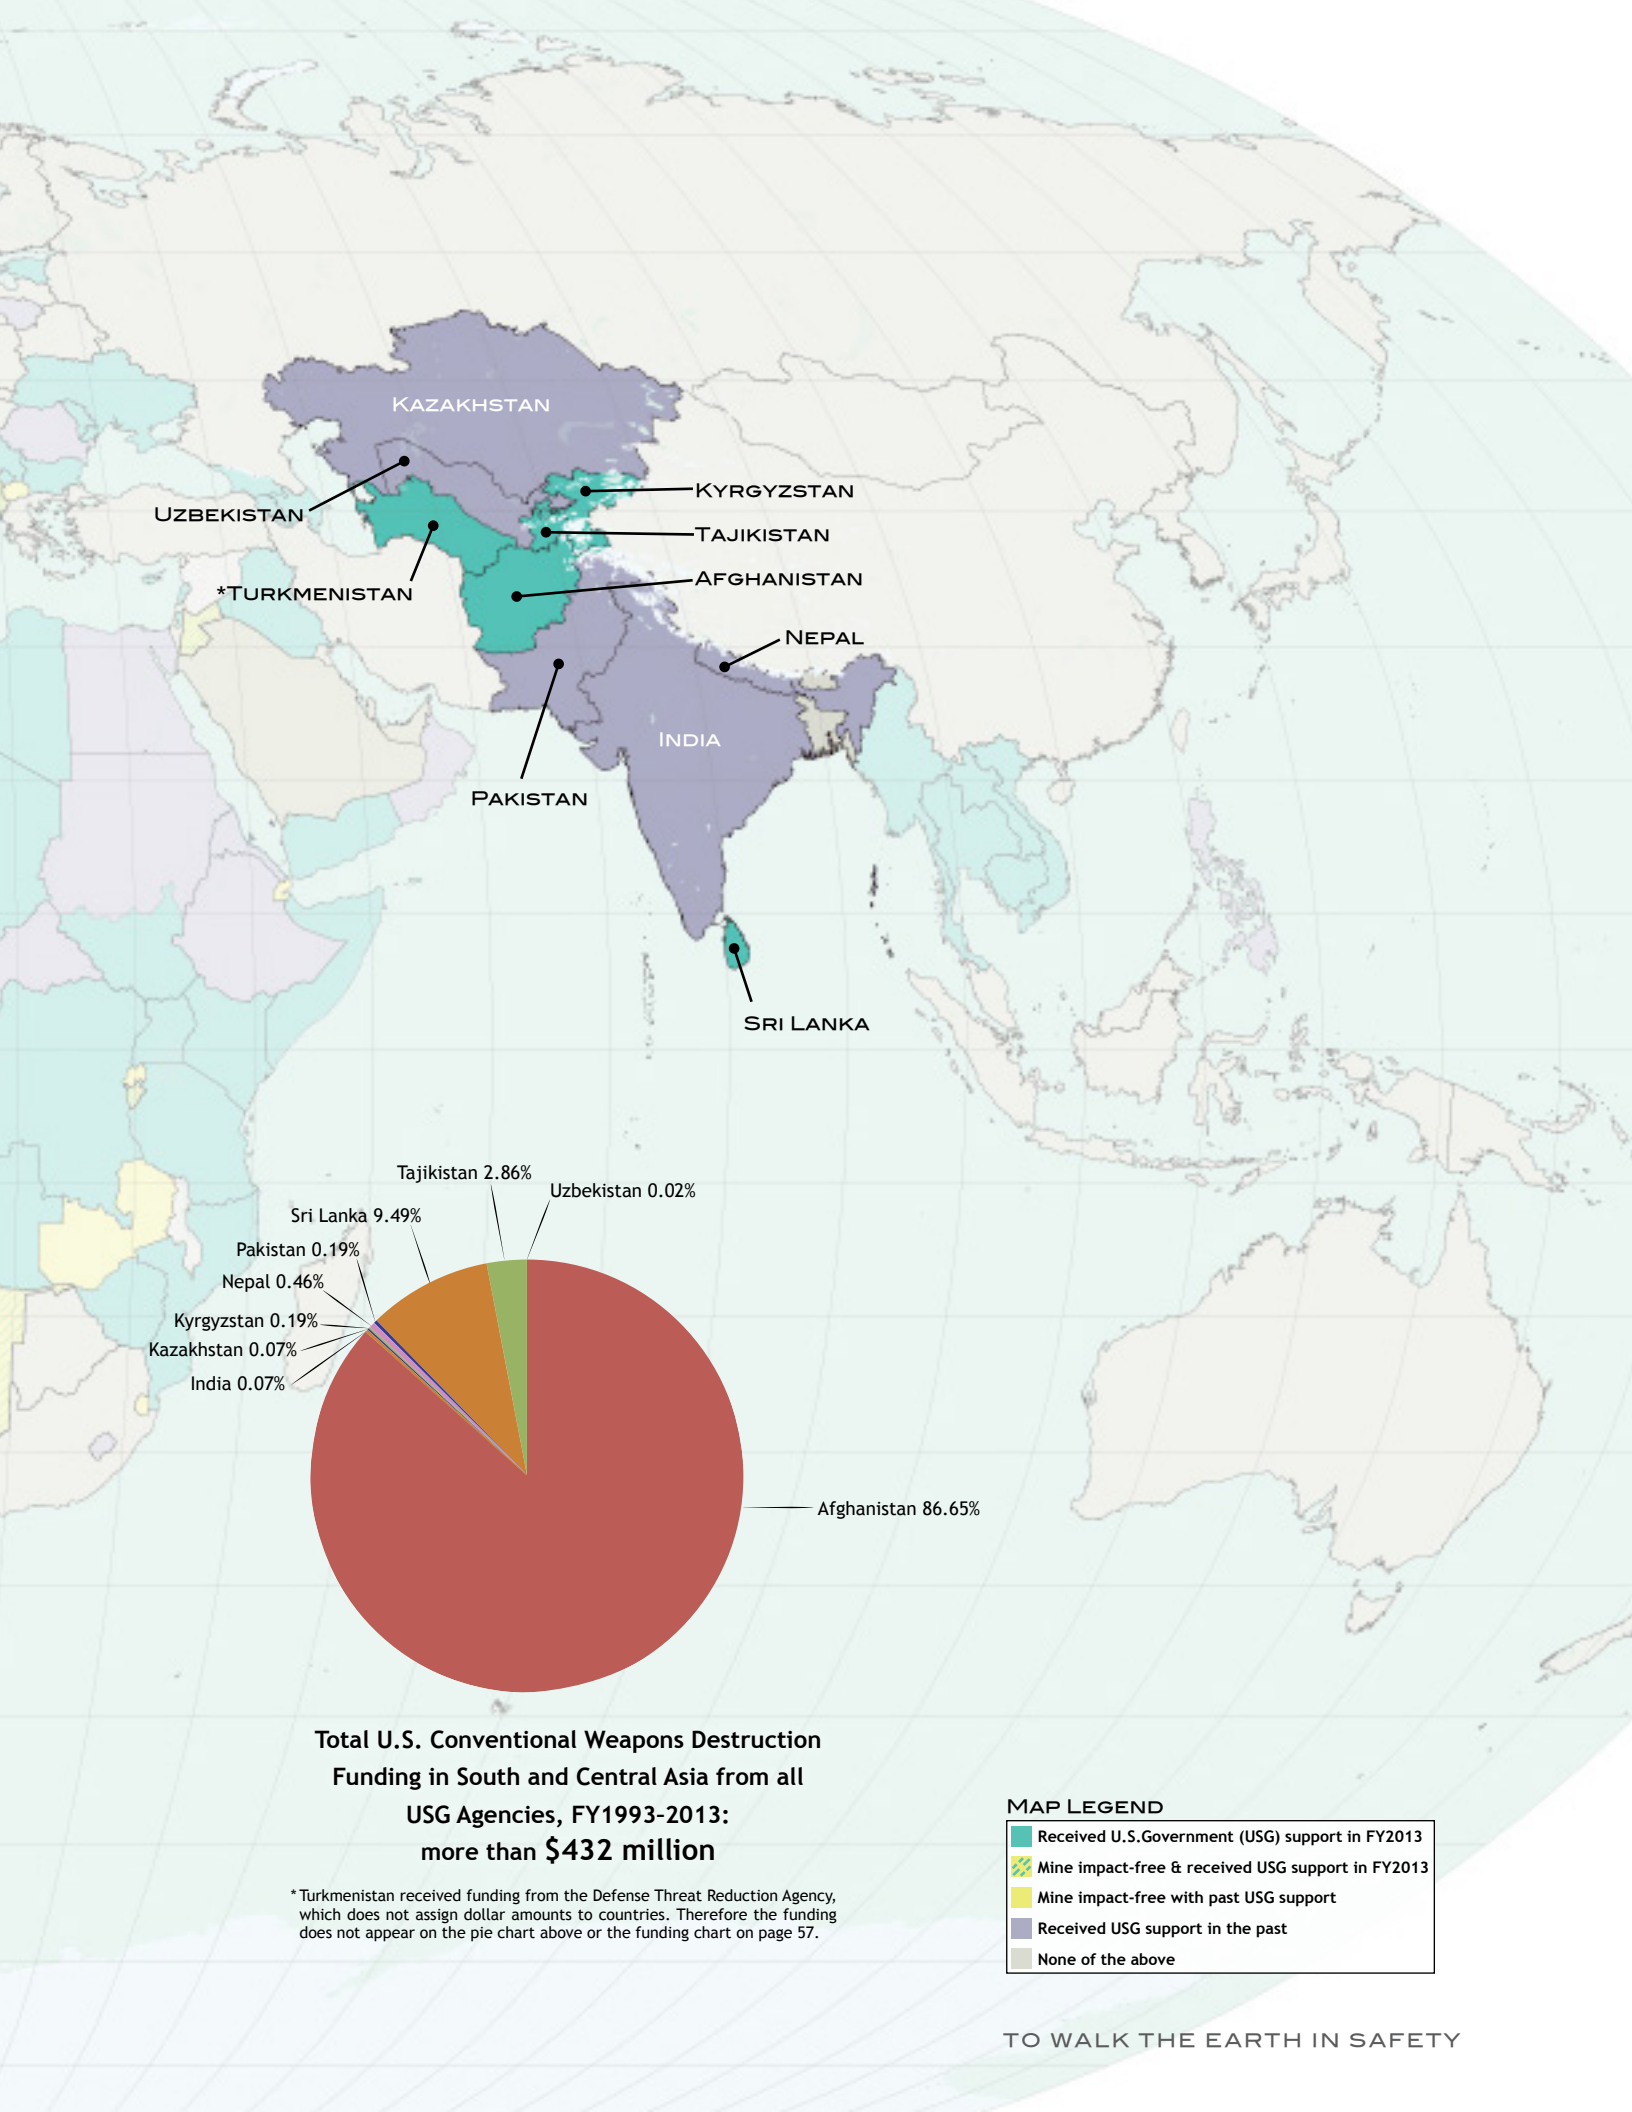 KAZAKHSTAN
KYRGYZSTAN
UZBEKISTAN
TAJIKISTAN
AFGHANISTAN
*TURKMENISTAN
NEPAL
INDIA
PAKISTAN
SRI LANKA
Tajikistan 2.86%
Uzbekistan 0.02%
Sri Lanka 9.49%
Pakistan 0.19%
Nepal 0.46%
Kyrgyzstan 0.19%
Kazakhstan 0.07%
India 0.07%
Afghanistan 86.65%
Total U.S. Conventional Weapons Destruction
Funding in South and Central Asia from all
USG Agencies, FY1993–2013:
more than $432 million
* Turkmenistan received funding from the Defense Threat Reduction Agency,
which does not assign dollar amounts to countries. Therefore the funding
does not appear on the pie chart above or the funding chart on page 57.
MAP LEGEND
Received U.S.Government (USG) support in FY2013
Mine impact-free & received USG support in FY2013
Mine impact-free with past USG support
Received USG support in the past
None of the above
TO WALK THE EARTH IN SAFETY